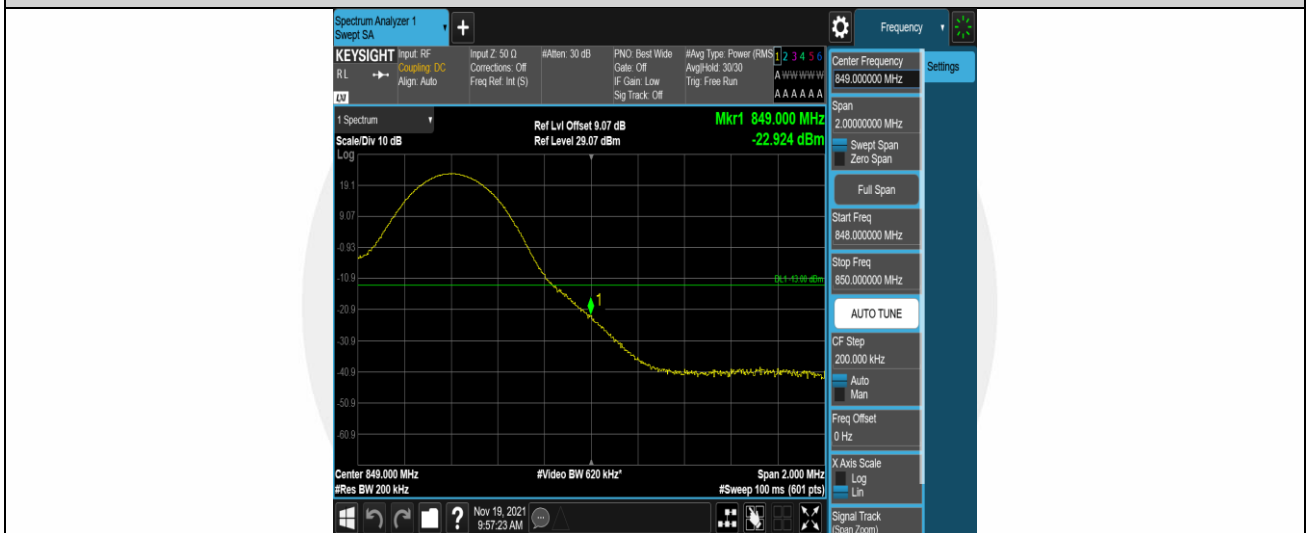 Spectrum Analyzer 1
Swept SA
+
Frequency
KEYSIGHT
RL
LXI
Input: RF
Coupling: DC
Align: Auto
Input Z: 50 Ω
Corrections: Off
Freq Ref: Int (S)
#Atten: 30 dB
PNO: Best Wide
Gate: Off
IF Gain: Low
Sig Track: Off
#Avg Type: Power (RMS
Avg|Hold: 30/30
Trig: Free Run
1 2 3 4 5 6
A W W W W W
A A A A A A
1 Spectrum
Scale/Div 10 dB
Log
Ref Lvl Offset 9.07 dB
Ref Level 29.07 dBm
Mkr1 849.000 MHz
-22.924 dBm
19.1
9.07
-0.93
-10.9
-20.9
-30.9
-40.9
-50.9
-60.9
DL1 -13.00 dBm
1
Center 849.000 MHz
#Res BW 200 kHz
#Video BW 620 kHz*
Span 2.000 MHz
#Sweep 100 ms (601 pts)
?
Nov 19, 2021
9:57:23 AM
Center Frequency
849.000000 MHz
Settings
Span
2.00000000 MHz
Swept Span
Zero Span
Full Span
Start Freq
848.000000 MHz
Stop Freq
850.000000 MHz
AUTO TUNE
CF Step
200.000 kHz
Auto
Man
Freq Offset
0 Hz
X Axis Scale
Log
Lin
Signal Track
(Span Zoom)